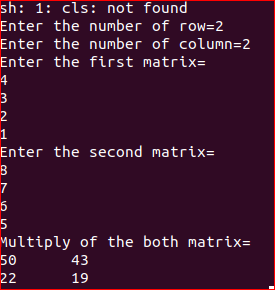 sh: 1: cls: not found
Enter the number of row=2
Enter the number of column=2
Enter the first matrix=
4
3
2
1
Enter the second matrix=
8
7
6
5
Multiply of the both matrix=
50 43
22 19